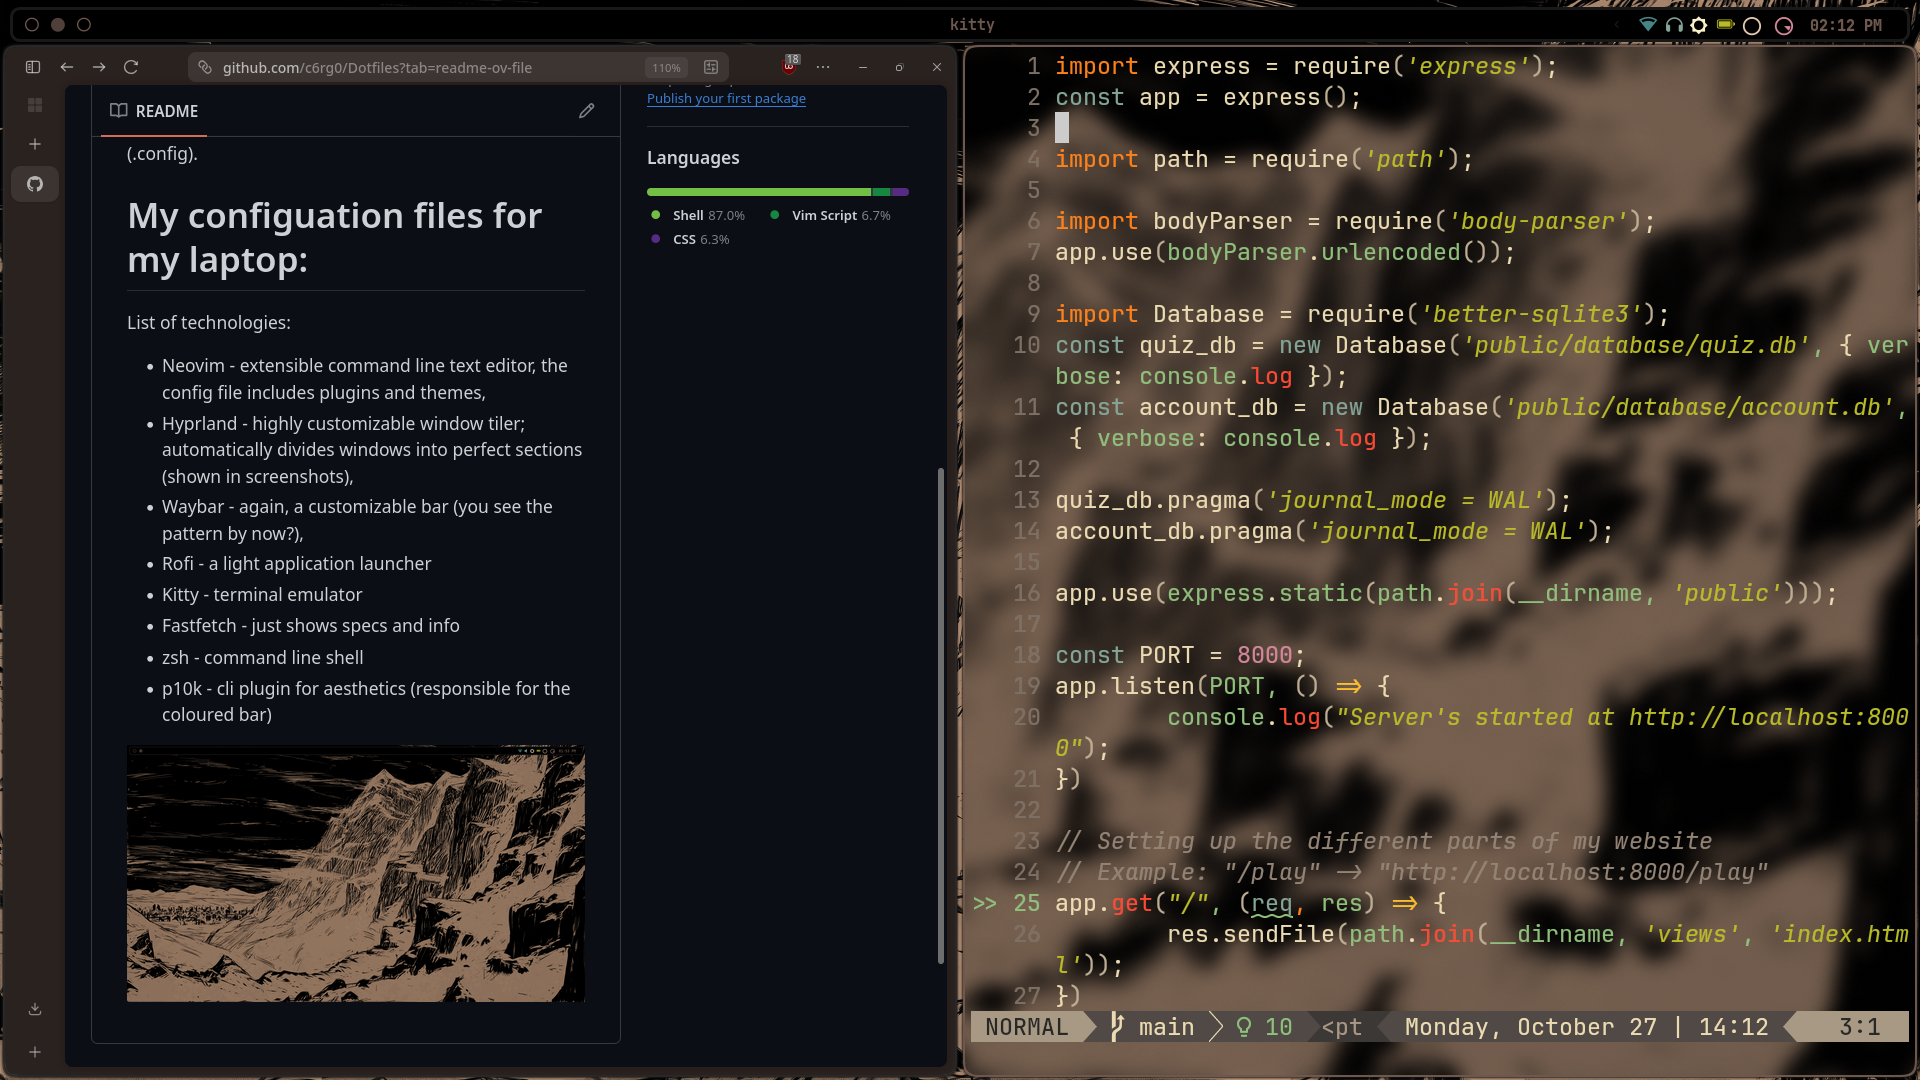 kitty
02:12 PM
github.com/c6rg0/Dotfiles?tab=readme-ov-file
110%
18
README
Publish your first package
(.config).
My configuation files for
my laptop:
List of technologies:
Neovim - extensible command line text editor, the
config file includes plugins and themes,
Hyprland - highly customizable window tiler;
automatically divides windows into perfect sections
(shown in screenshots),
Waybar - again, a customizable bar (you see the
pattern by now?),
Rofi - a light application launcher
Kitty - terminal emulator
Fastfetch - just shows specs and info
zsh - command line shell
p10k - cli plugin for aesthetics (responsible for the
coloured bar)
Languages
Shell 87.0% Vim Script 6.7%
CSS 6.3%
1 import express = require('express');
2 const app = express();
3
4 import path = require('path');
5
6 import bodyParser = require('body-parser');
7 app.use(bodyParser.urlencoded());
8
9 import Database = require('better-sqlite3');
10 const quiz_db = new Database('public/database/quiz.db', { ver
bose: console.log });
11 const account_db = new Database('public/database/account.db',
{ verbose: console.log });
12
13 quiz_db.pragma('journal_mode = WAL');
14 account_db.pragma('journal_mode = WAL');
15
16 app.use(express.static(path.join(__dirname, 'public')));
17
18 const PORT = 8000;
19 app.listen(PORT, () => {
20 console.log("Server's started at http://localhost:800
0");
21 })
22
23 // Setting up the different parts of my website
24 // Example: "/play" -> "http://localhost:8000/play"
>> 25 app.get("/", (req, res) => {
26 res.sendFile(path.join(__dirname, 'views', 'index.htm
l'));
27 })
NORMAL main 10 <pt Monday, October 27 | 14:12 3:1